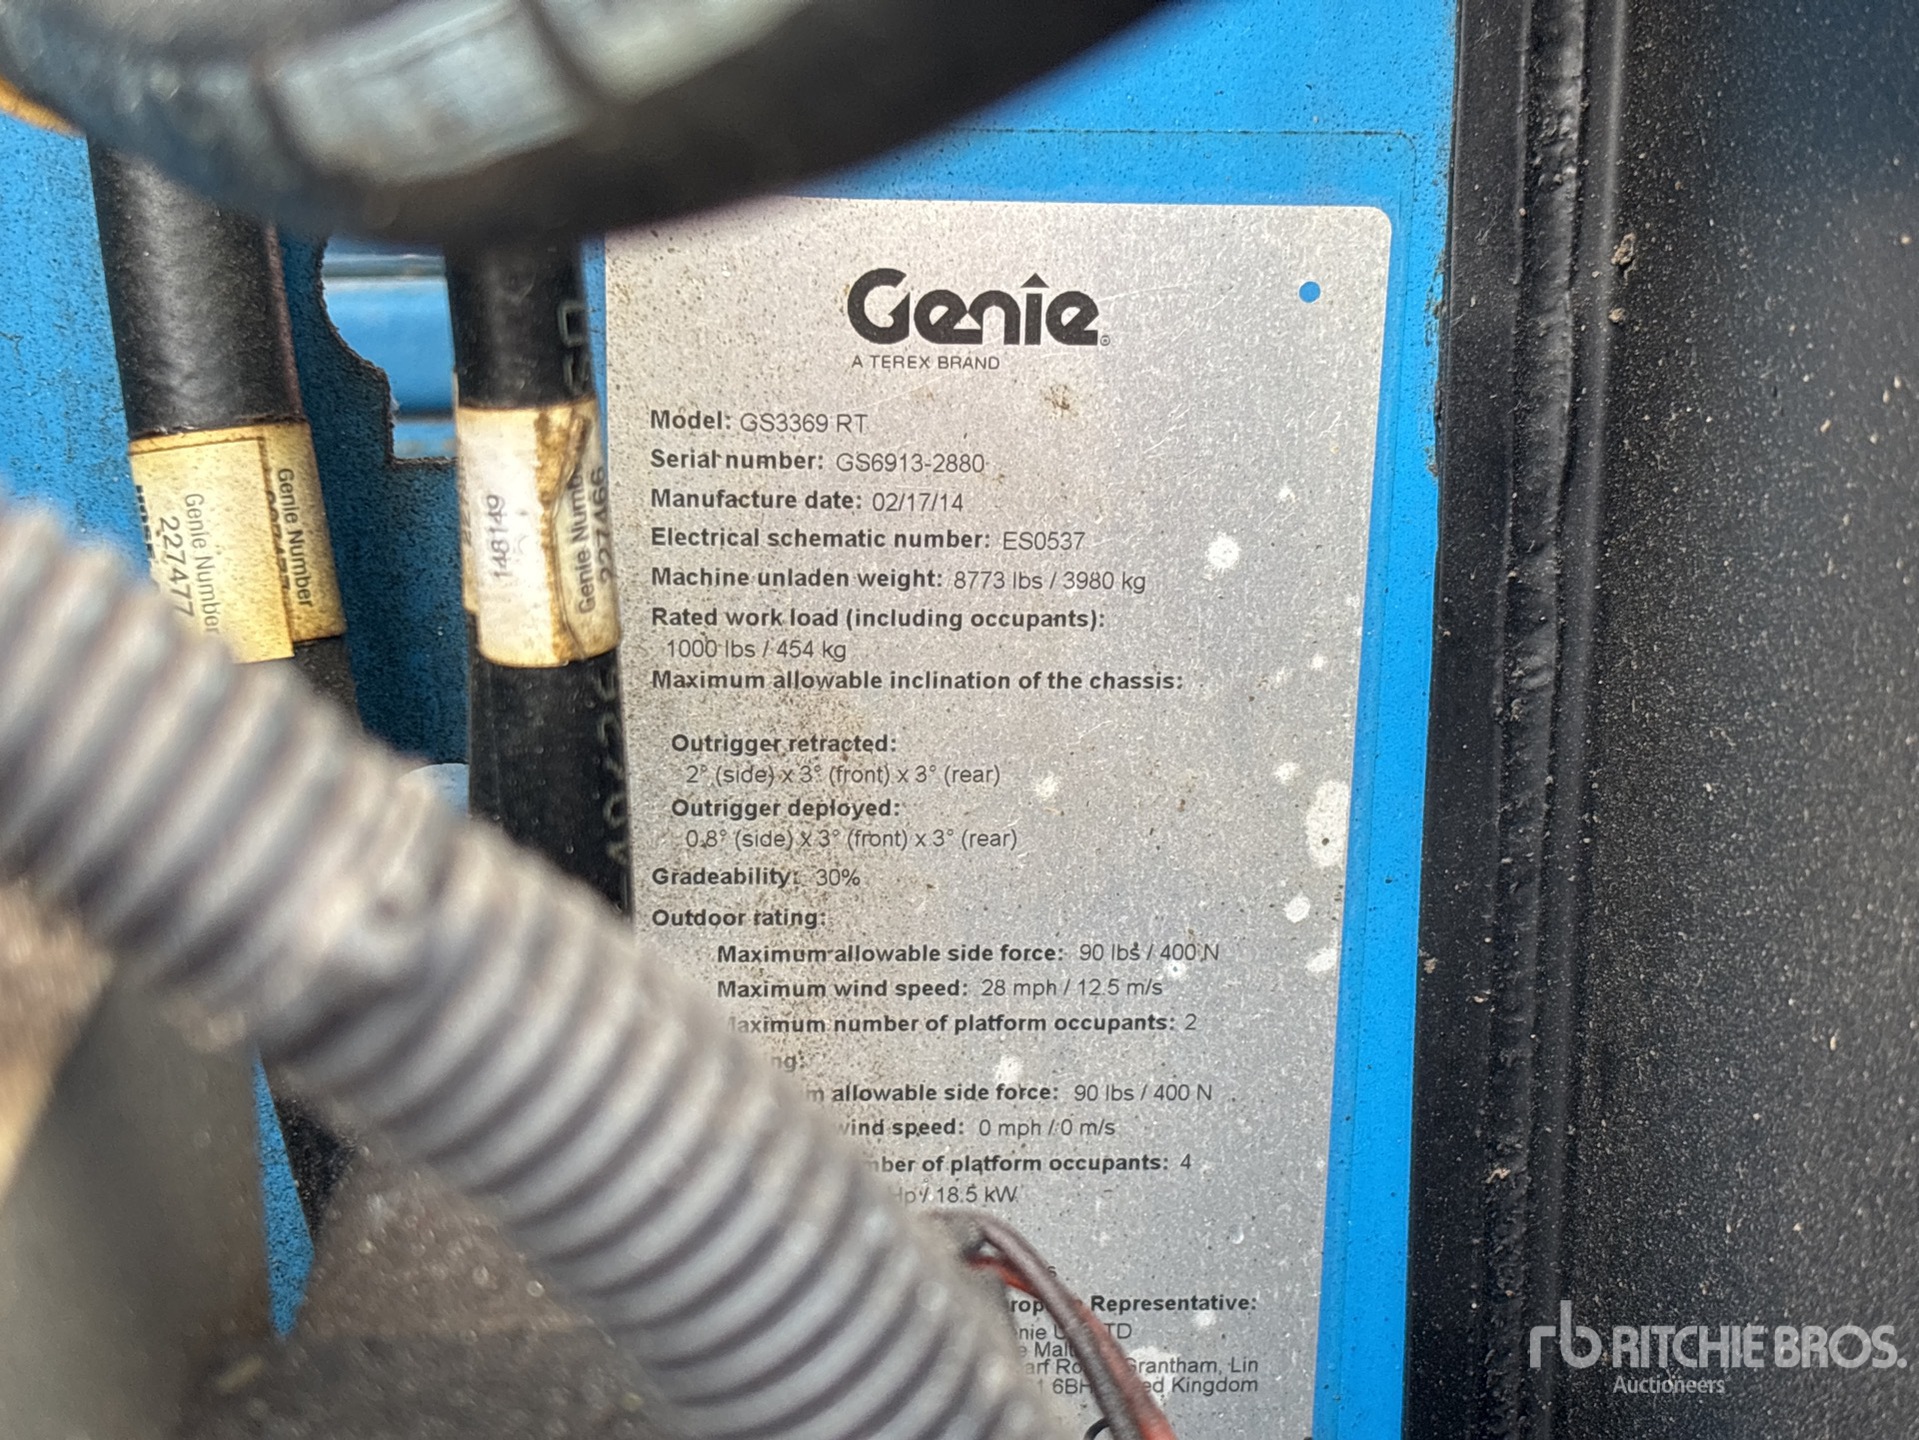 Genie
A TEREX BRAND
Model: GS3369 RT
Serial number: GS6913-2880
Manufacture date: 02/17/14
Electrical schematic number: ES0537
Machine unladen weight: 8773 lbs / 3980 kg
Rated work load (including occupants):
1000 lbs / 454 kg
Maximum allowable inclination of the chassis:
Outrigger retracted:
2° (side) x 3° (front) x 3° (rear)
Outrigger deployed:
0.8° (side) x 3° (front) x 3° (rear)
Gradeability: 30%
Outdoor rating:
Maximum allowable side force: 90 lbs / 400 N
Maximum wind speed: 28 mph / 12.5 m/s
Maximum number of platform occupants: 2
allowable side force: 90 lbs / 400 N
speed: 0 mph / 0 m/s
of platform occupants: 4
/ 18.5 kW
Representative:
Grantham, Lin
Kingdom
Genie Number
227477
Genie Number
148149
Genie Number
227466
RITCHIE BROS.
Auctioneers